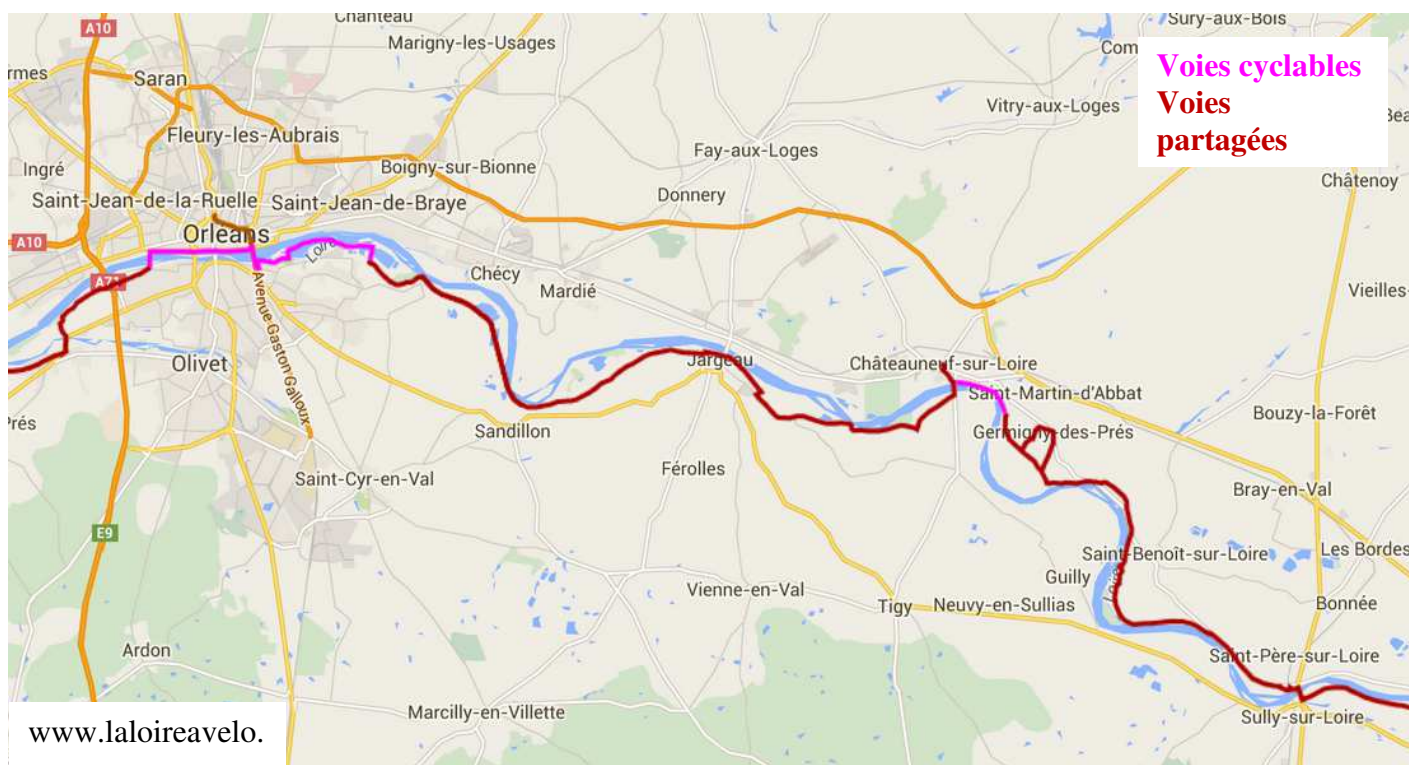 Chanteau
Sury-aux-Bois
A10
Marigny-les-Usages
Com
Voies cyclables
Voies
partagées
rmes
Saran
Vitry-aux-Loges
Bea
Fleury-les-Aubrais
Fay-aux-Loges
Ingré
Boigny-sur-Bionne
Châtenoy
Donnery
Saint-Jean-de-la-Ruelle
Saint-Jean-de-Braye
Orléans
A10
Loire
Chécy
A71
Mardié
Vieilles-
Avenue Gaston Galloux
Olivet
Jargeau
Châteauneuf-sur-Loire
Saint-Martin-d'Abbat
Bouzy-la-Forêt
Prés
Sandillon
Germigny-des-Prés
Férolles
Saint-Cyr-en-Val
Bray-en-Val
E9
Saint-Benoît-sur-Loire
Les Bordes
Guilly
Loire
Vienne-en-Val
Tigy
Neuvy-en-Sullias
Bonnée
Ardon
Saint-Père-sur-Loire
Marcilly-en-Villette
Sully-sur-Loire
www.laloireavelo.